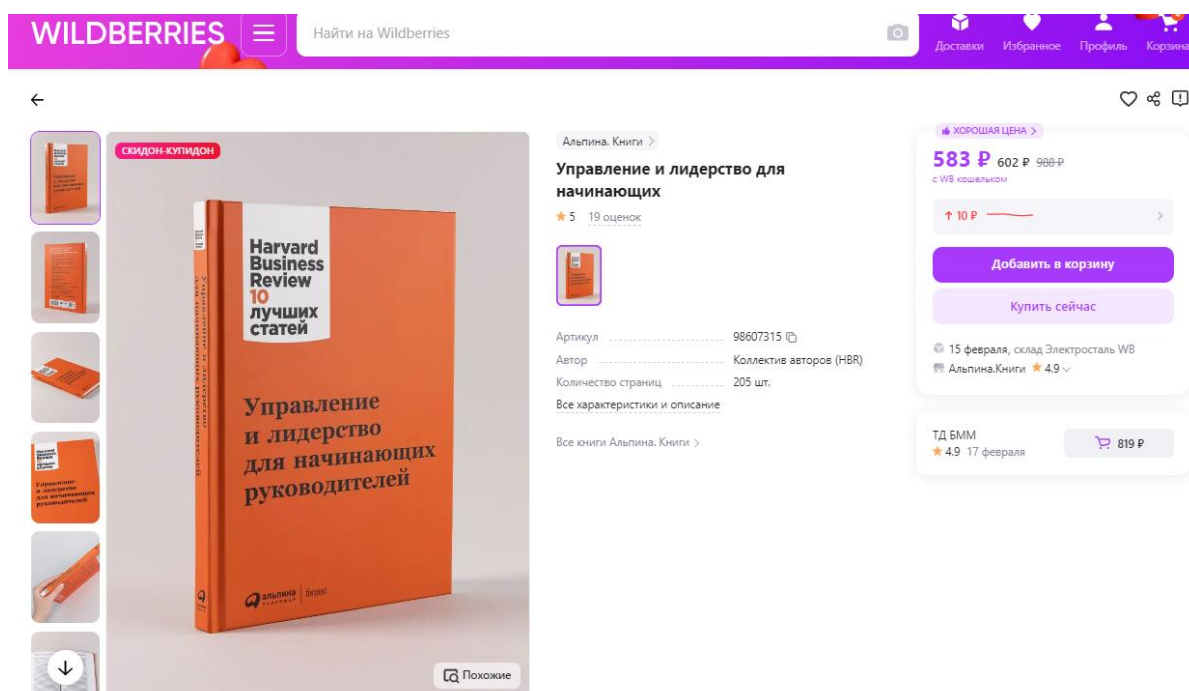 WILDBERRIES
Найти на Wildberries
Доставки Избранное Профиль Корзина
СКИДОН-КУПИДОН
Harvard
Business
Review
10
лучших
статей
Управление
и лидерство
для начинающих
руководителей
альпина
бизнес
Похожие
Альпина. Книги
Управление и лидерство для
начинающих
5 19 оценок
Артикул 98607315
Автор Коллектив авторов (HBR)
Количество страниц 205 шт.
Все характеристики и описание
Все книги Альпина. Книги
ХОРОШАЯ ЦЕНА
583 ₽ 602 ₽ 988 ₽
с WB кошельком
↑ 10 ₽
Добавить в корзину
Купить сейчас
15 февраля, склад Электросталь WB
Альпина.Книги 4.9
ТД БММ
4.9 17 февраля
819 ₽